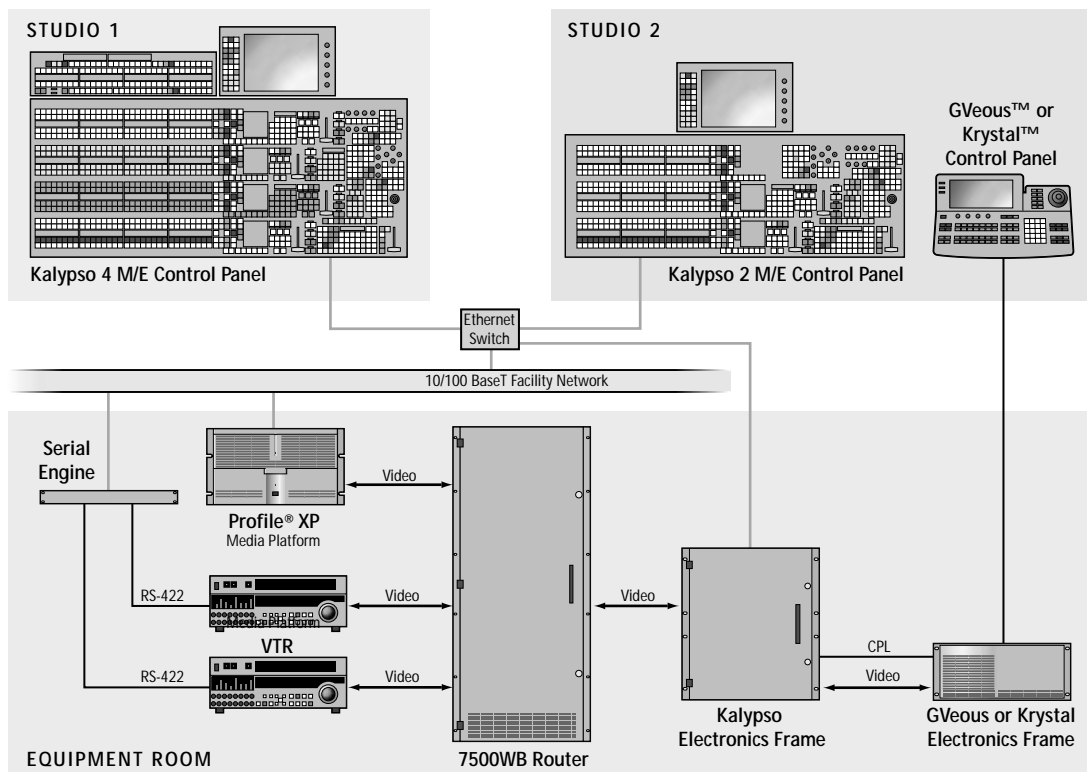 STUDIO 1
STUDIO 2
GVeous™ or
Krystal™
Control Panel
Kalypso 4 M/E Control Panel
Kalypso 2 M/E Control Panel
Ethernet
Switch
10/100 BaseT Facility Network
Serial
Engine
Video
Profile® XP
Media Platform
RS-422
Media Platform
Video
Video
VTR
CPL
RS-422
Video
Video
Kalypso
Electronics Frame
GVeous or Krystal
Electronics Frame
EQUIPMENT ROOM
7500WB Router